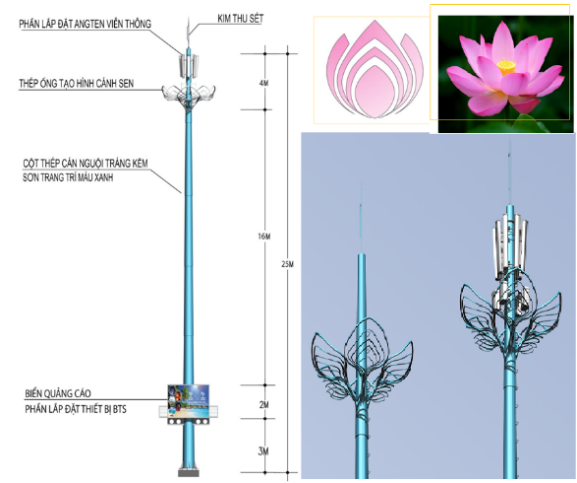 PHẦN LẮP ĐẶT ANGTEN VIỄN THÔNG
KIM THU SÉT
THÉP ỐNG TẠO HÌNH CÁNH SEN
4M
CỘT THÉP CÁN NGUỘI TRÁNG KẼM
SƠN TRANG TRÍ MÀU XANH
16M
25M
BIỂN QUẢNG CÁO
PHẦN LẮP ĐẶT THIẾT BỊ BTS
2M
3M